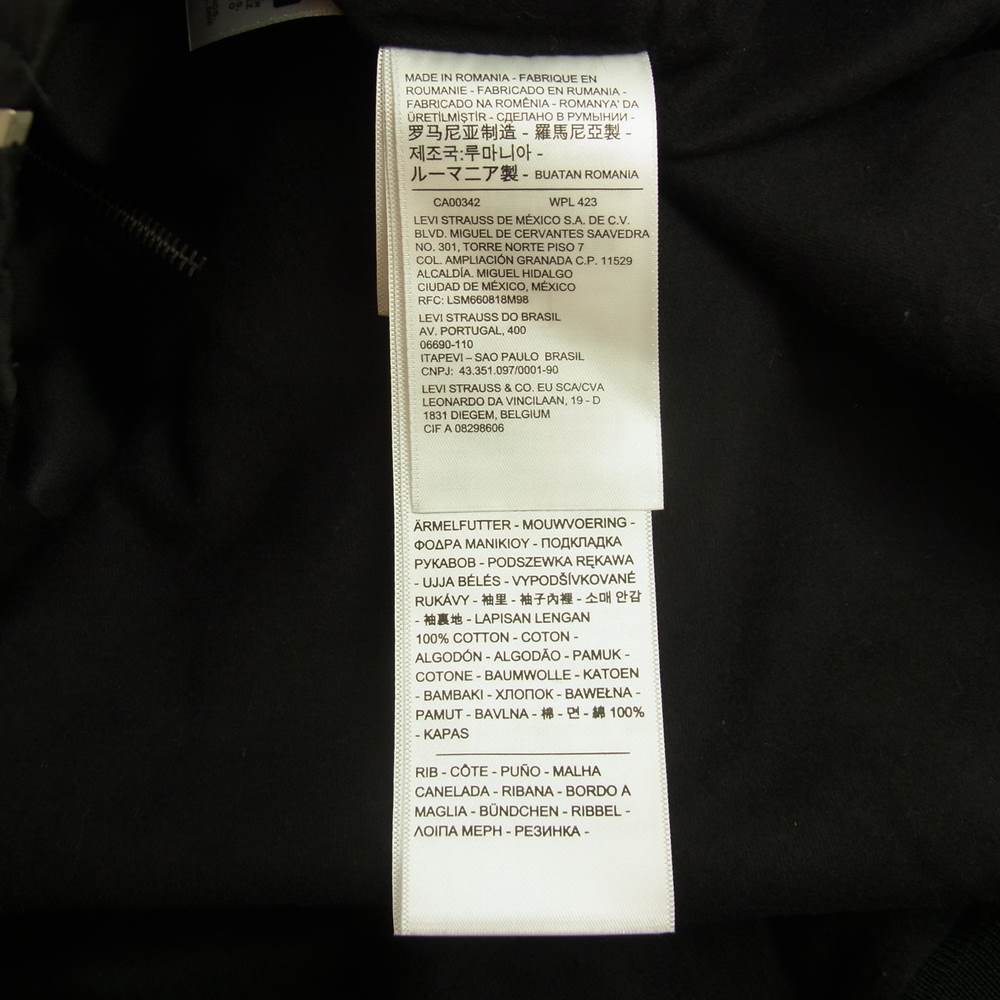 MADE IN ROMANIA - FABRIQUE EN
ROUMANIE - FABRICADO EN RUMANIA -
FABRICADO NA ROMÊNIA - ROMANYA' DA
ÜRETİLMİŞTİR - СДЕЛАНО В РУМЫНИИ -
罗马尼亚制造 - 羅馬尼亞製 -
제조국:루마니아 -
ルーマニア製 - BUATAN ROMANIA
CA00342 WPL 423
LEVI STRAUSS DE MÉXICO S.A. DE C.V.
BLVD. MIGUEL DE CERVANTES SAAVEDRA
NO. 301, TORRE NORTE PISO 7
COL. AMPLIACIÓN GRANADA C.P. 11529
ALCALDÍA. MIGUEL HIDALGO
CIUDAD DE MÉXICO, MÉXICO
RFC: LSM660818M98
LEVI STRAUSS DO BRASIL
AV. PORTUGAL, 400
06690-110
ITAPEVI – SAO PAULO BRASIL
CNPJ: 43.351.097/0001-90
LEVI STRAUSS & CO. EU SCA/CVA
LEONARDO DA VINCILAAN, 19 - D
1831 DIEGEM, BELGIUM
CIF A 08298606
ÄRMELFUTTER - MOUWVOERING -
ΦΟΔΡΑ ΜΑΝΙΚΙΟΥ - ПОДКЛАДКА
РУКАВОВ - PODSZEWKA RĘKAWA
- UJJA BÉLÉS - VYPODŠÍVKOVANÉ
RUKÁVY - 袖里 - 袖子內裡 - 소매 안감
- 袖裏地 - LAPISAN LENGAN
100% COTTON - COTON -
ALGODÓN - ALGODÃO - PAMUK -
COTONE - BAUMWOLLE - KATOEN
- ΒΑΜΒΑΚΙ - ХЛОПОК - BAWEŁNA -
PAMUT - BAVLNA - 棉 - 면 - 綿 100%
- KAPAS
RIB - CÔTE - PUÑO - MALHA
CANELADA - RIBANA - BORDO A
MAGLIA - BÜNDCHEN - RIBBEL -
ΛΟΙΠΑ ΜΕΡΗ - РЕЗИНКА -